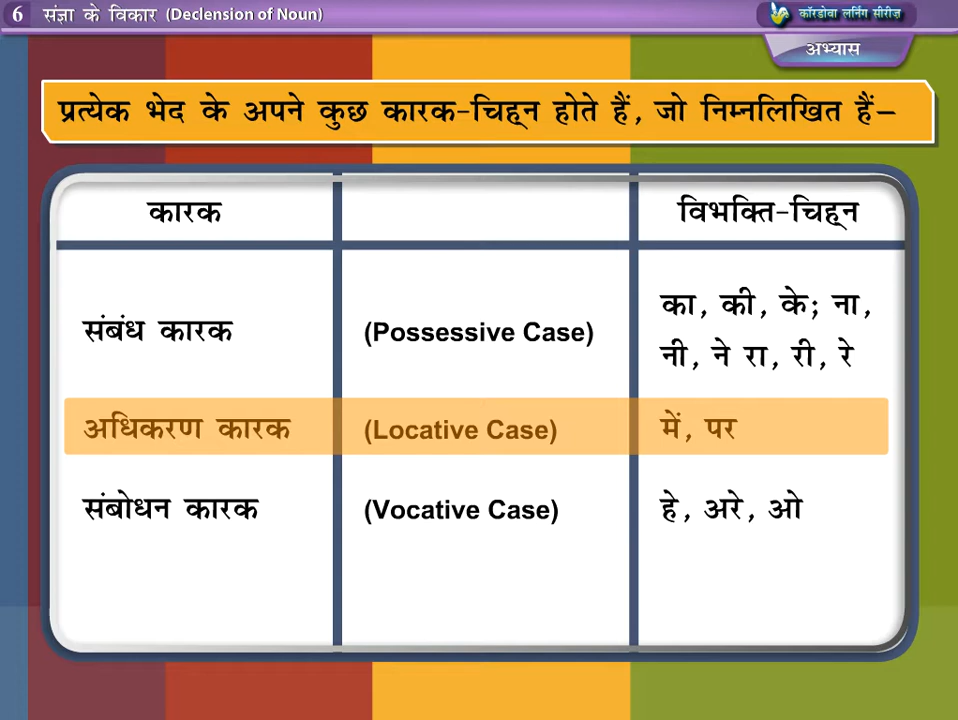 6 संज्ञा के विकार (Declension of Noun)
कॉरडोवा लर्निंग सीरीज़
अभ्यास
प्रत्येक भेद के अपने कुछ कारक-चिह्न होते हैं, जो निम्नलिखित हैं–
कारक विभक्ति-चिह्न
संबंध कारक (Possessive Case) का, की, के; ना,
नी, ने रा, री, रे
अधिकरण कारक (Locative Case) में, पर
संबोधन कारक (Vocative Case) हे, अरे, ओ